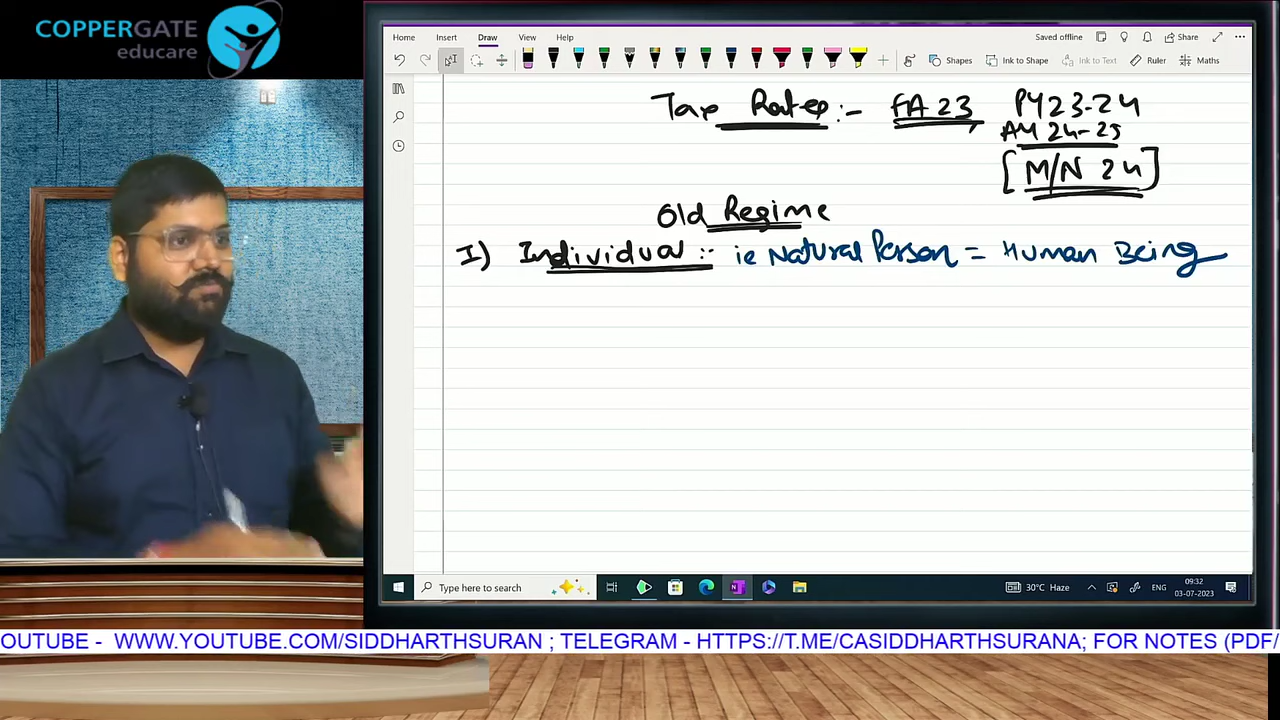 COPPERGATE
educare
Home Insert Draw View Help
Saved offline
Share
Shapes
Ink to Shape
Ink to Text
Ruler
Maths
Tax Rates :- FA 23 PY 23-24
AY 24-25
[M/N 24]
Old Regime
I) Individual :- ie Natural Person = Human Being
Type here to search
30°C Haze
ENG
09:32
03-07-2023
OUTUBE - WWW.YOUTUBE.COM/SIDDHARTHSURAN ; TELEGRAM - HTTPS://T.ME/CASIDDHARTHSURANA; FOR NOTES (PDF/